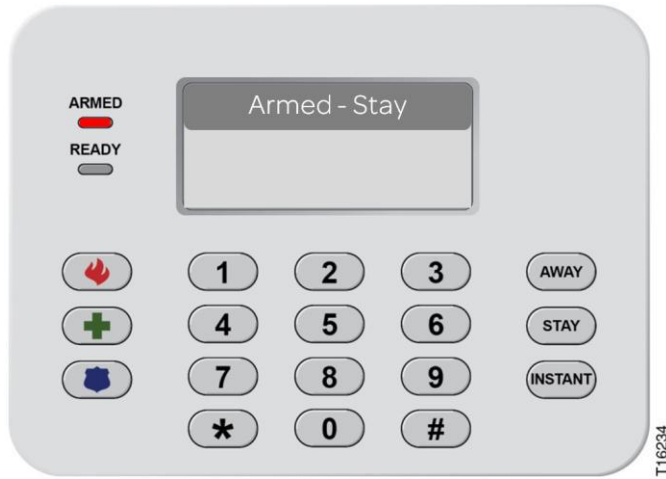 ARMED
Armed - Stay
READY
1 2 3 AWAY
4 5 6 STAY
7 8 9 INSTANT
* 0 #
T16234